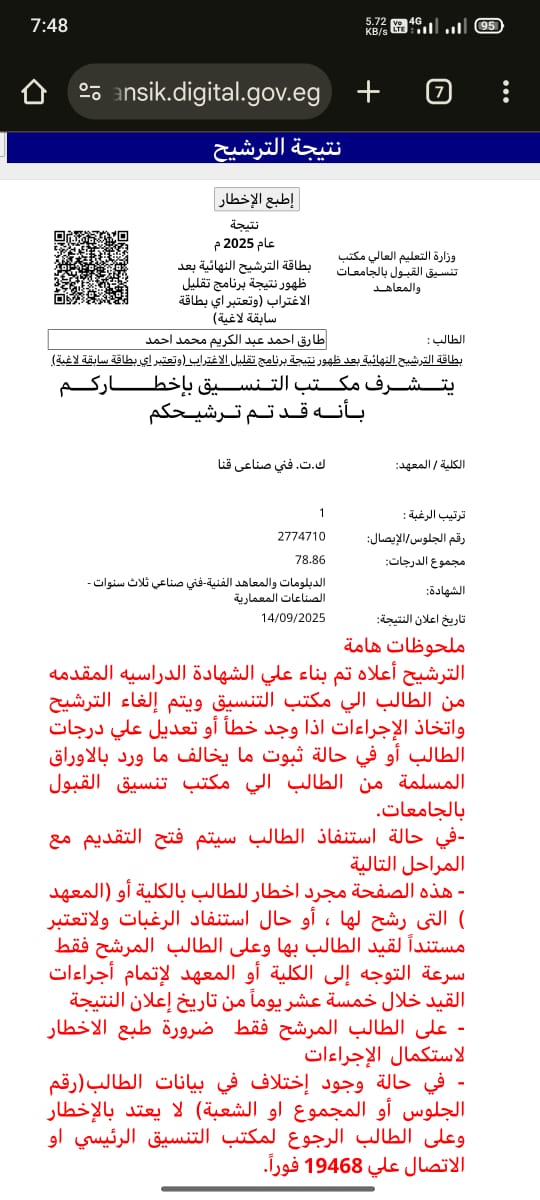 7:48
5.72 KB/s Vo LTE 4G 95
ansik.digital.gov.eg
7
نتيجة الترشيح
إطبع الإخطار
وزارة التعليم العالي مكتب
تنسيق القبول بالجامعات
والمعاهد
نتيجة
عام 2025 م
بطاقة الترشيح النهائية بعد
ظهور نتيجة برنامج تقليل
الاغتراب (وتعتبر اي بطاقة
سابقة لاغية)
الطالب : طارق احمد عبد الكريم محمد احمد
بطاقة الترشيح النهائية بعد ظهور نتيجة برنامج تقليل الاغتراب (وتعتبر اي بطاقة سابقة لاغية)
يتـــشـــرف مكـــتب التـنســـيق بإخطـــــــاركـــم
بـأنـــه قـد تـم تـرشيـحكم
الكلية / المعهد: ك.ت. فني صناعى قنا
ترتيب الرغبة : 1
رقم الجلوس/الإيصال: 2774710
مجموع الدرجات: 78.86
الشهادة: الدبلومات والمعاهد الفنية-فني صناعي ثلاث سنوات -
الصناعات المعمارية
تاريخ اعلان النتيجة: 14/09/2025
ملحوظات هامة
الترشيح أعلاه تم بناء علي الشهادة الدراسيه المقدمه
من الطالب الي مكتب التنسيق ويتم إلغاء الترشيح
واتخاذ الإجراءات اذا وجد خطأ أو تعديل علي درجات
الطالب أو في حالة ثبوت ما يخالف ما ورد بالاوراق
المسلمة من الطالب الي مكتب تنسيق القبول
بالجامعات.
-في حالة استنفاذ الطالب سيتم فتح التقديم مع
المراحل التالية
- هذه الصفحة مجرد اخطار للطالب بالكلية أو (المعهد
) التى رشح لها ، أو حال استنفاد الرغبات ولاتعتبر
مستنداً لقيد الطالب بها وعلى الطالب المرشح فقط
سرعة التوجه إلى الكلية أو المعهد لإتمام أجراءات
القيد خلال خمسة عشر يوماً من تاريخ إعلان النتيجة
- على الطالب المرشح فقط ضرورة طبع الاخطار
لاستكمال الإجراءات
- في حالة وجود إختلاف في بيانات الطالب(رقم
الجلوس أو المجموع او الشعبة) لا يعتد بالإخطار
وعلى الطالب الرجوع لمكتب التنسيق الرئيسي او
الاتصال علي 19468 فوراً.